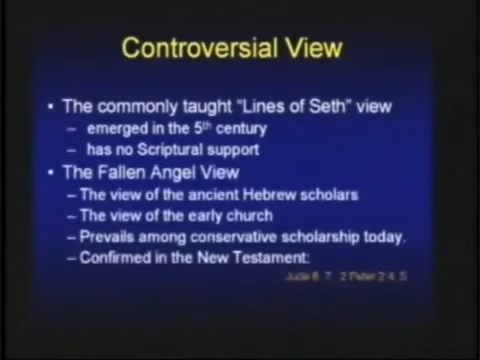 Controversial View
• The commonly taught "Lines of Seth" view
– emerged in the 5th century
– has no Scriptural support
• The Fallen Angel View
– The view of the ancient Hebrew scholars
– The view of the early church
– Prevails among conservative scholarship today.
– Confirmed in the New Testament:
Jude 6, 7 2 Peter 2:4, 5